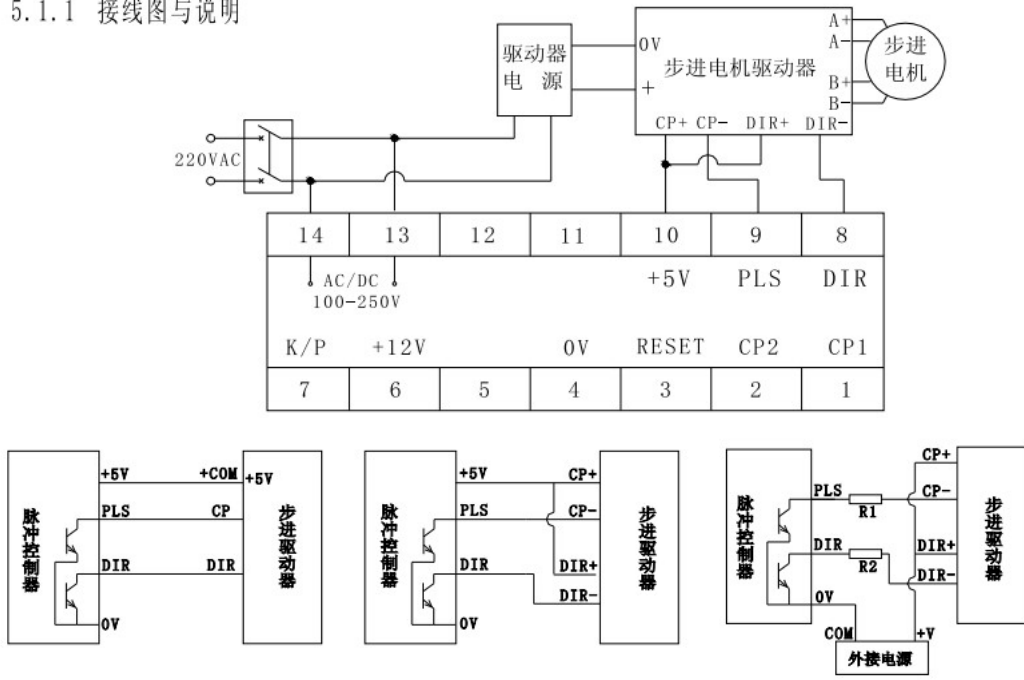 5.1.1 接线图与说明
A+
A-
B+
B-
步进
电机
驱动器
电 源
0V
+
步进电机驱动器
CP+ CP- DIR+ DIR-
220VAC
14 13 12 11 10 9 8
AC/DC
100-250V
+5V PLS DIR
K/P +12V 0V RESET CP2 CP1
7 6 5 4 3 2 1
脉冲控制器
+5V +COM +5V
PLS CP
DIR DIR
0V
步进驱动器
脉冲控制器
+5V CP+
PLS CP-
DIR DIR+
DIR-
0V
步进驱动器
脉冲控制器
CP+
PLS R1 CP-
DIR R2 DIR+
DIR-
0V
COM +V
外接电源
步进驱动器